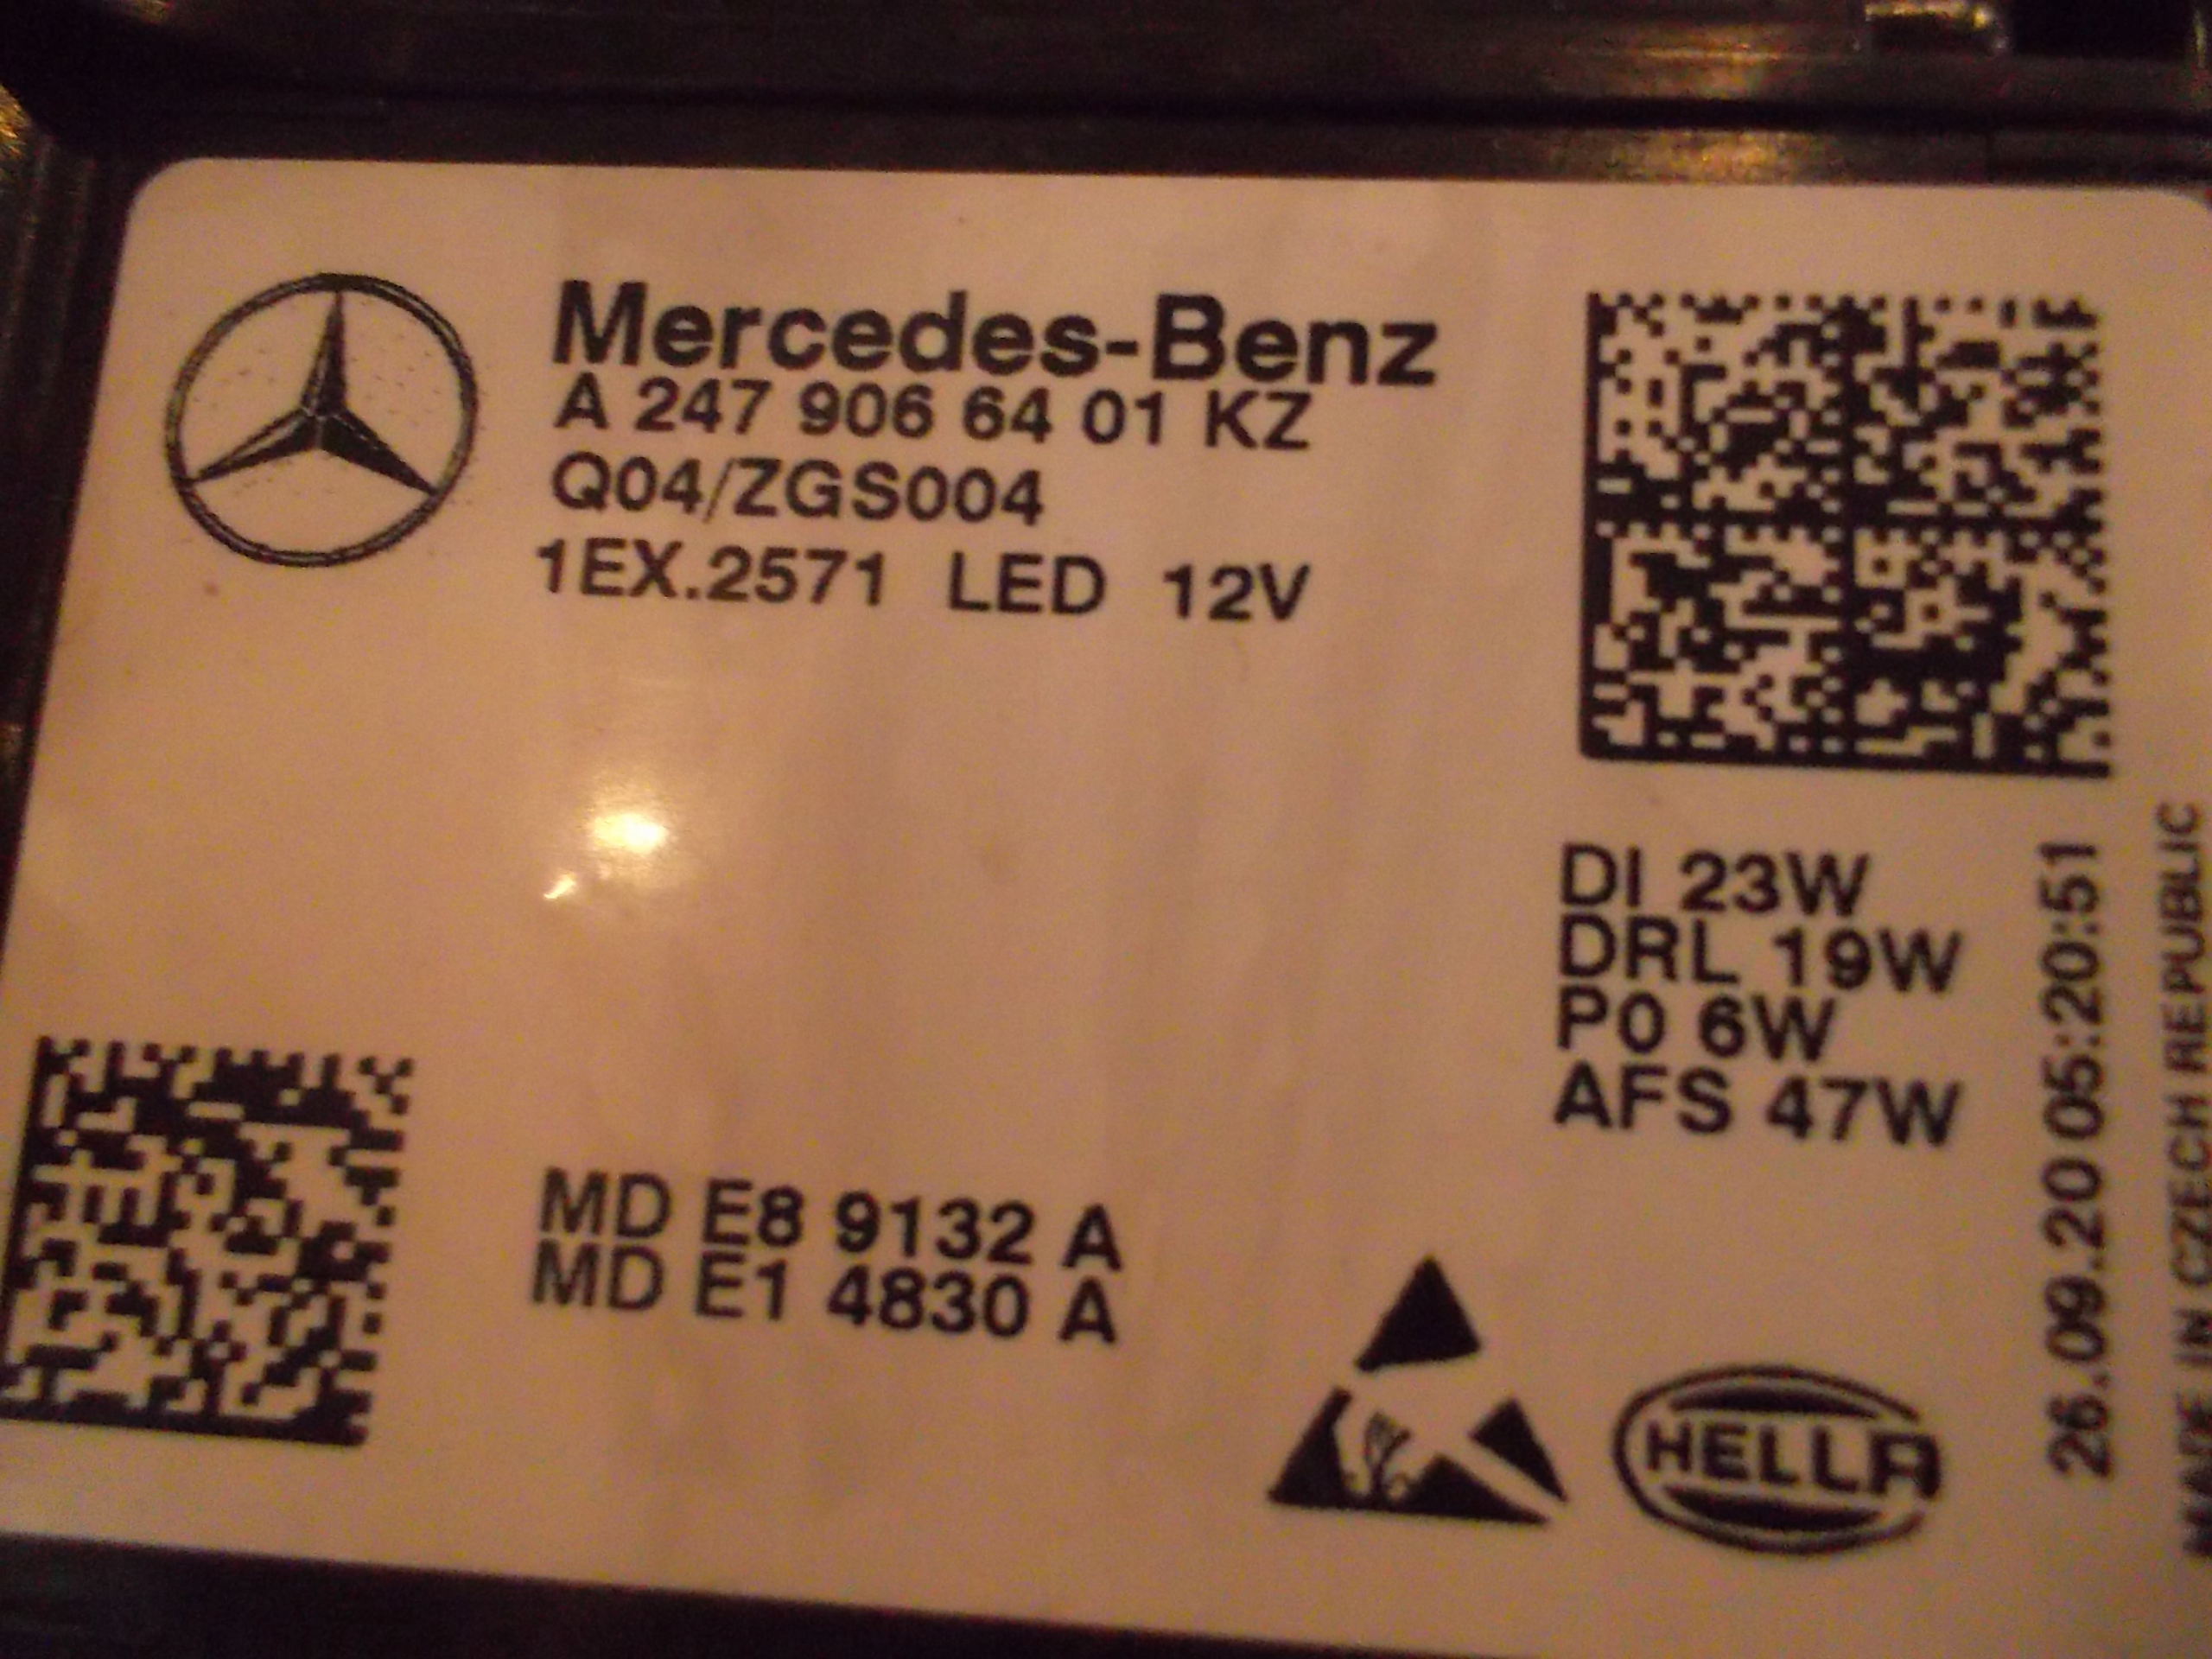 Mercedes-Benz
A 247 906 64 01 KZ
Q04/ZGS004
1EX.2571 LED 12V
DI 23W
DRL 19W
P0 6W
AFS 47W
26.09.20 05:20:51
MADE IN CZECH REPUBLIC
MD E8 9132 A
MD E1 4830 A
HELLA